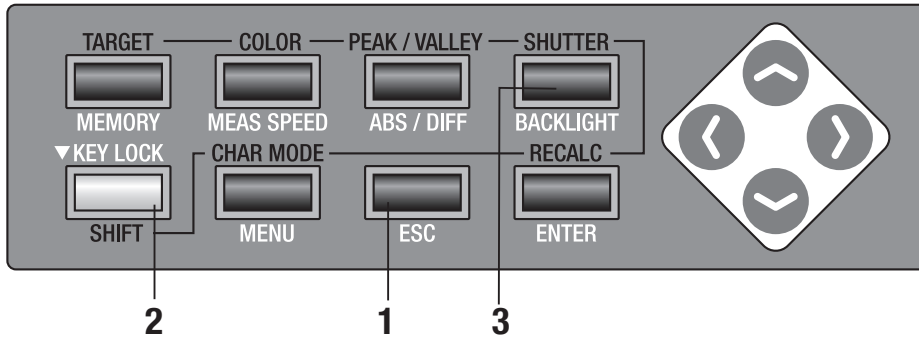 TARGET COLOR PEAK / VALLEY SHUTTER
MEMORY MEAS SPEED ABS / DIFF BACKLIGHT
▼KEY LOCK CHAR MODE RECALC
SHIFT MENU ESC ENTER
2 1 3